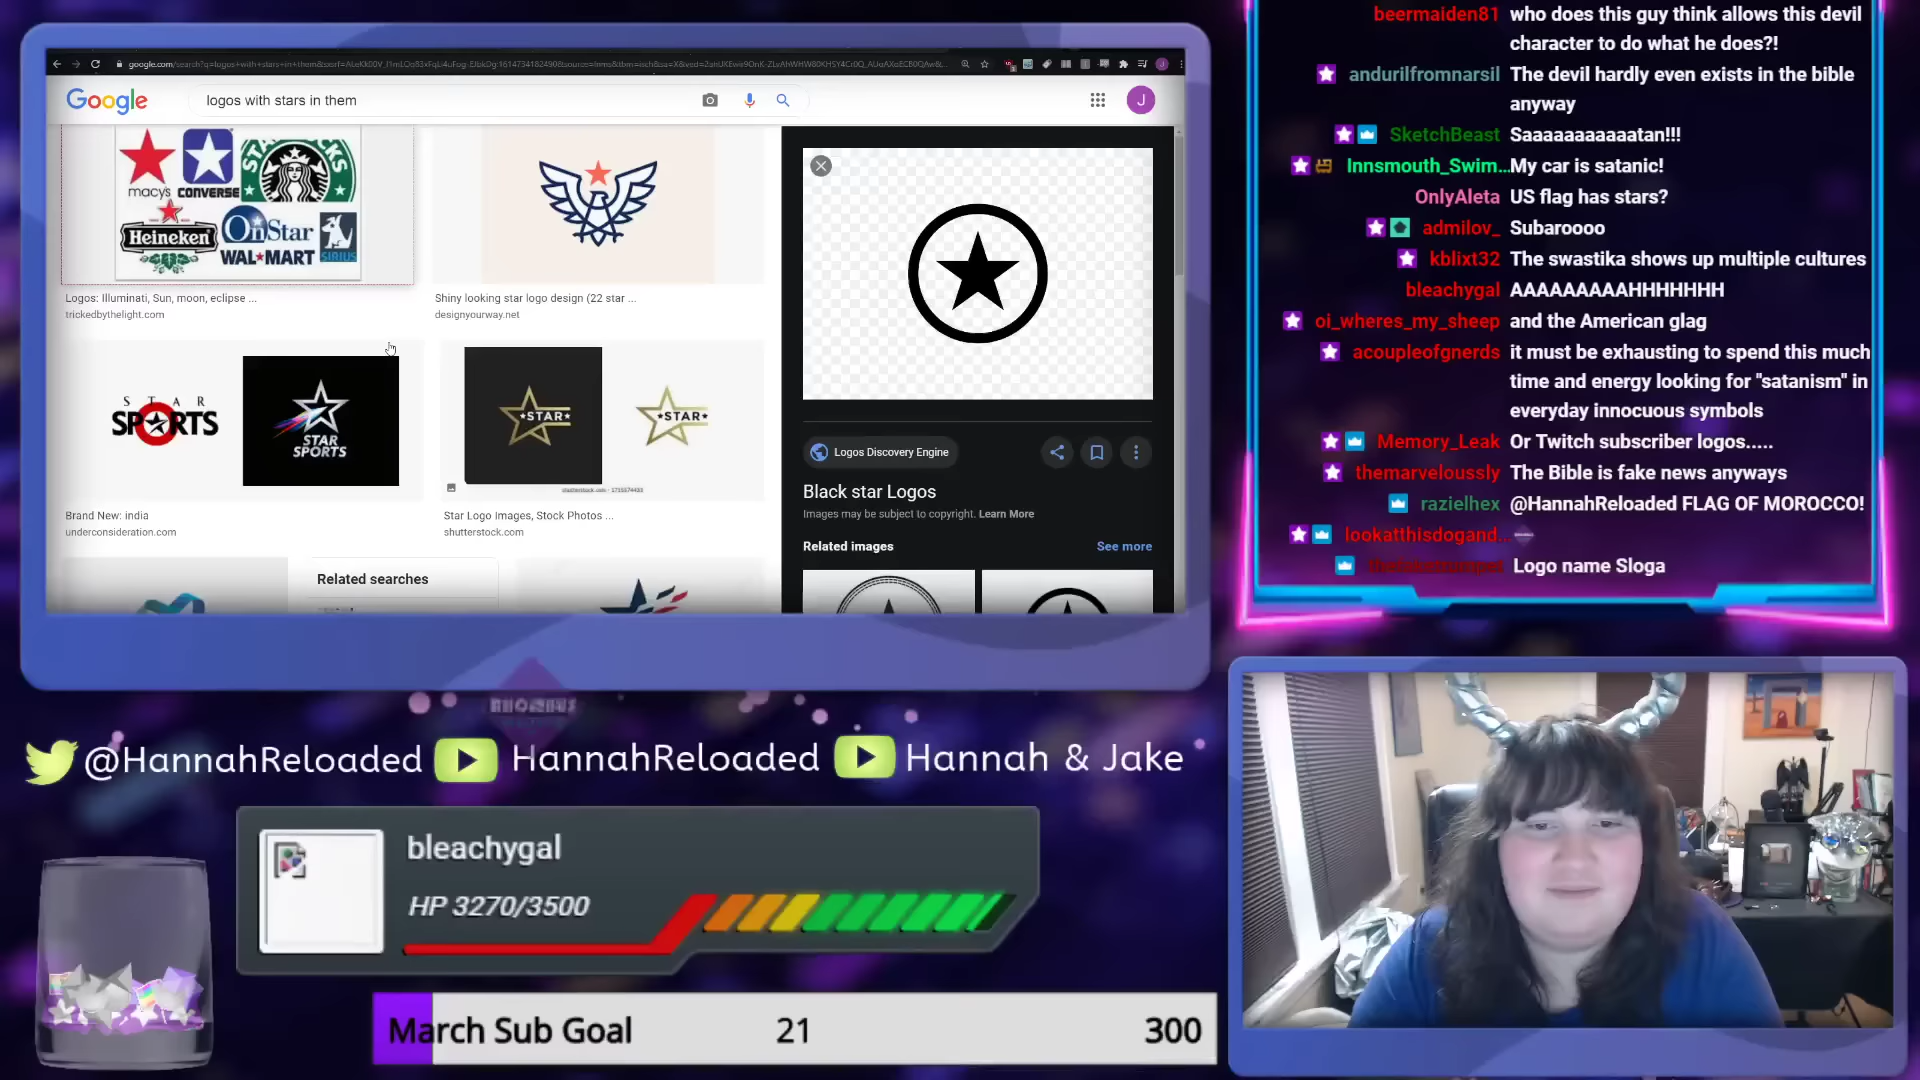 Google
logos with stars in them
J
macy's
CONVERSE
Heineken
OnStar
WAL★MART
SIRIUS
Logos: Illuminati, Sun, moon, eclipse ...
trickedbythelight.com
Shiny looking star logo design (22 star ...
designyourway.net
STAR
SPORTS
STAR
SPORTS
STAR
STAR
Brand New: india
underconsideration.com
Star Logo Images, Stock Photos ...
shutterstock.com
Related searches
Logos Discovery Engine
Black star Logos
Images may be subject to copyright. Learn More
Related images
See more
beermaiden81 who does this guy think allows this devil
character to do what he does?!
andurilfromnarsil The devil hardly even exists in the bible
anyway
SketchBeast Saaaaaaaaaaatan!!!
Innsmouth_Swim... My car is satanic!
OnlyAleta US flag has stars?
admilov_ Subaroooo
kblixt32 The swastika shows up multiple cultures
bleachygal AAAAAAAAAHHHHHHH
oi_wheres_my_sheep and the American glag
acoupleofgnerds it must be exhausting to spend this much
time and energy looking for "satanism" in
everyday innocuous symbols
Memory_Leak Or Twitch subscriber logos.....
themarveloussly The Bible is fake news anyways
razielhex @HannahReloaded FLAG OF MOROCCO!
lookatthisdogand...
Logo name Sloga
@HannahReloaded
HannahReloaded
Hannah & Jake
bleachygal
HP 3270/3500
March Sub Goal 21 300